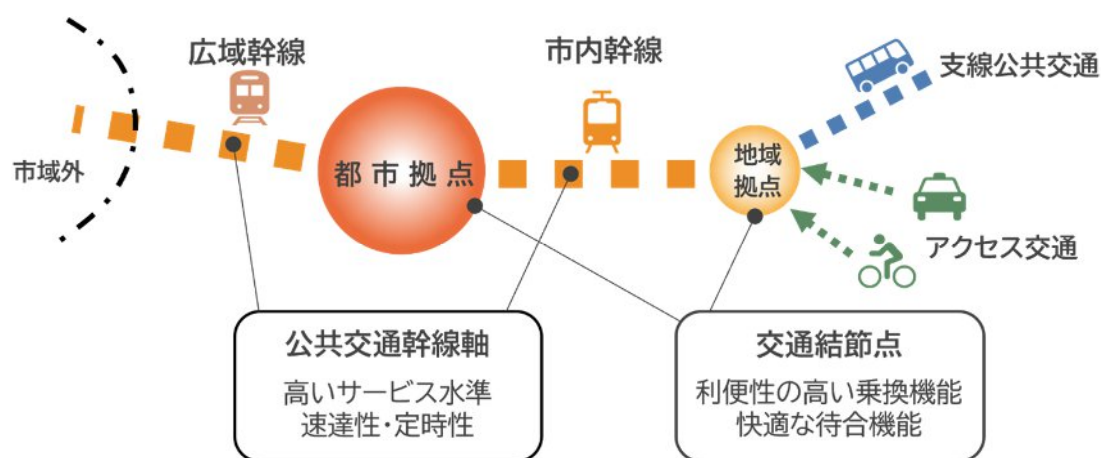 広域幹線
市内幹線
支線公共交通
市域外
都市拠点
地域
拠点
アクセス交通
公共交通幹線軸
高いサービス水準
速達性・定時性
交通結節点
利便性の高い乗換機能
快適な待合機能